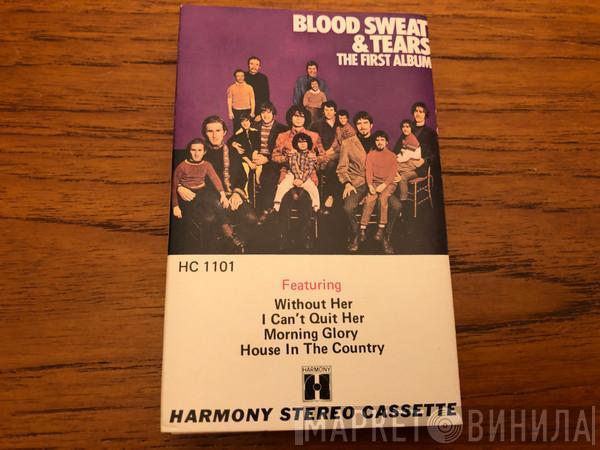 BLOOD SWEAT
& TEARS
THE FIRST ALBUM
HC 1101
Featuring
Without Her
I Can't Quit Her
Morning Glory
House In The Country
HARMONY
H
HARMONY STEREO CASSETTE
МАРКЕТ ВИНИЛА